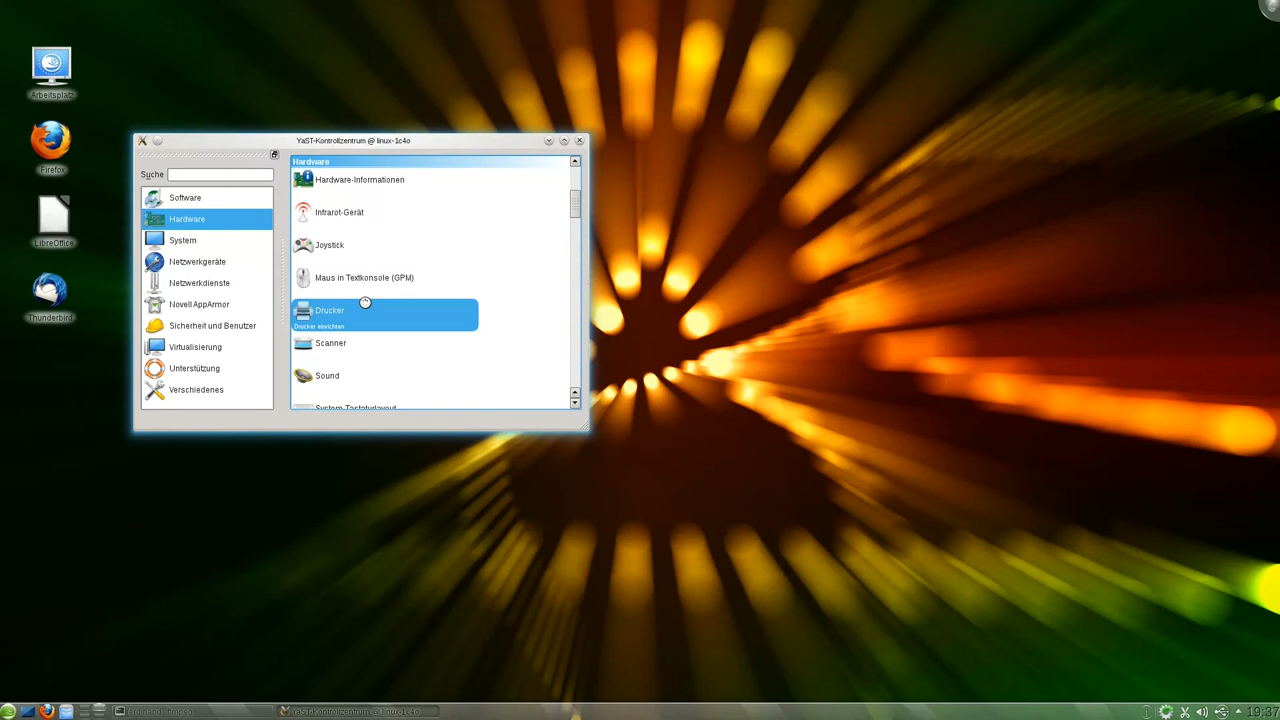 Arbeitsplatz
Firefox
LibreOffice
Thunderbird
YaST-Kontrollzentrum @ linux-1c4o
Suche
Software
Hardware
System
Netzwerkgeräte
Netzwerkdienste
Novell AppArmor
Sicherheit und Benutzer
Virtualisierung
Unterstützung
Verschiedenes
Hardware
Hardware-Informationen
Infrarot-Gerät
Joystick
Maus in Textkonsole (GPM)
Drucker
Drucker einrichten
Scanner
Sound
System-Tastaturlayout
YaST-Kontrollzentrum @ linux-1c4o
19:37